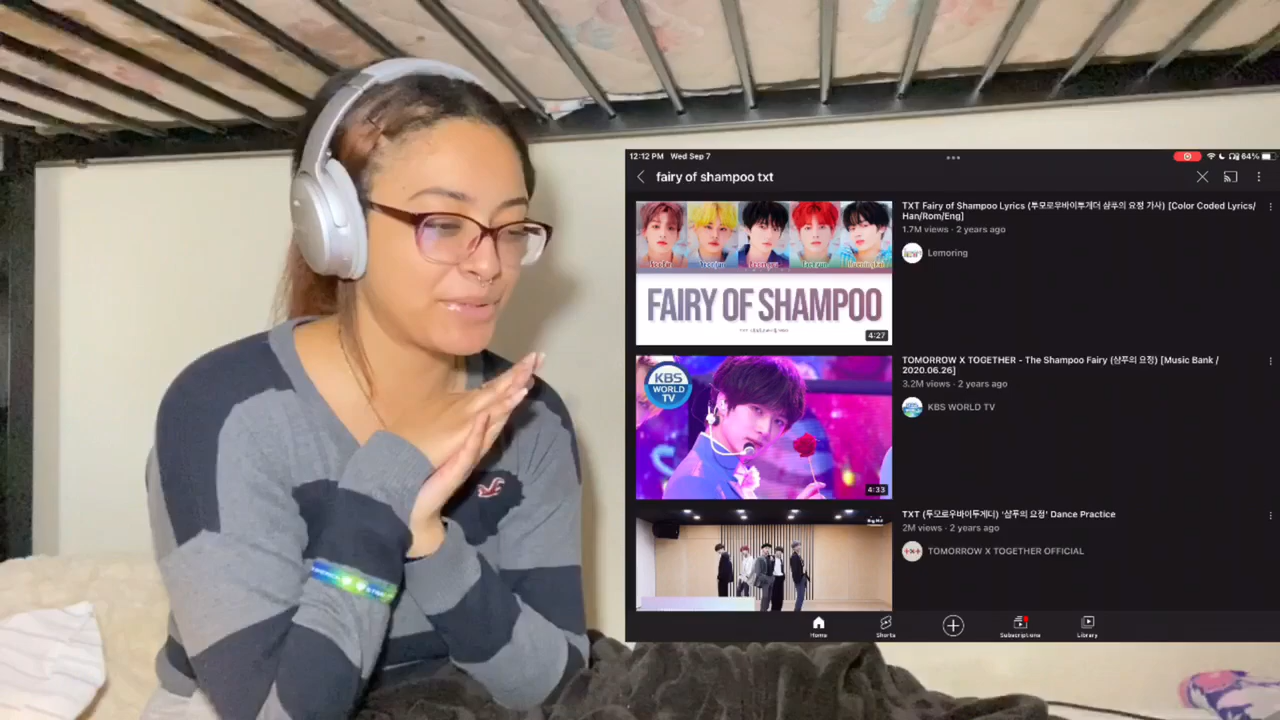 12:12 PM Wed Sep 7
64%
fairy of shampoo txt
FAIRY OF SHAMPOO
4:27
TXT Fairy of Shampoo Lyrics (투모로우바이투게더 샴푸의 요정 가사) [Color Coded Lyrics/
Han/Rom/Eng]
1.7M views · 2 years ago
Lemoring
KBS
WORLD
TV
4:33
TOMORROW X TOGETHER - The Shampoo Fairy (샴푸의 요정) [Music Bank /
2020.06.26]
3.2M views · 2 years ago
KBS WORLD TV
TXT (투모로우바이투게더) '샴푸의 요정' Dance Practice
2M views · 2 years ago
TOMORROW X TOGETHER OFFICIAL
Home
Shorts
Subscriptions
Library